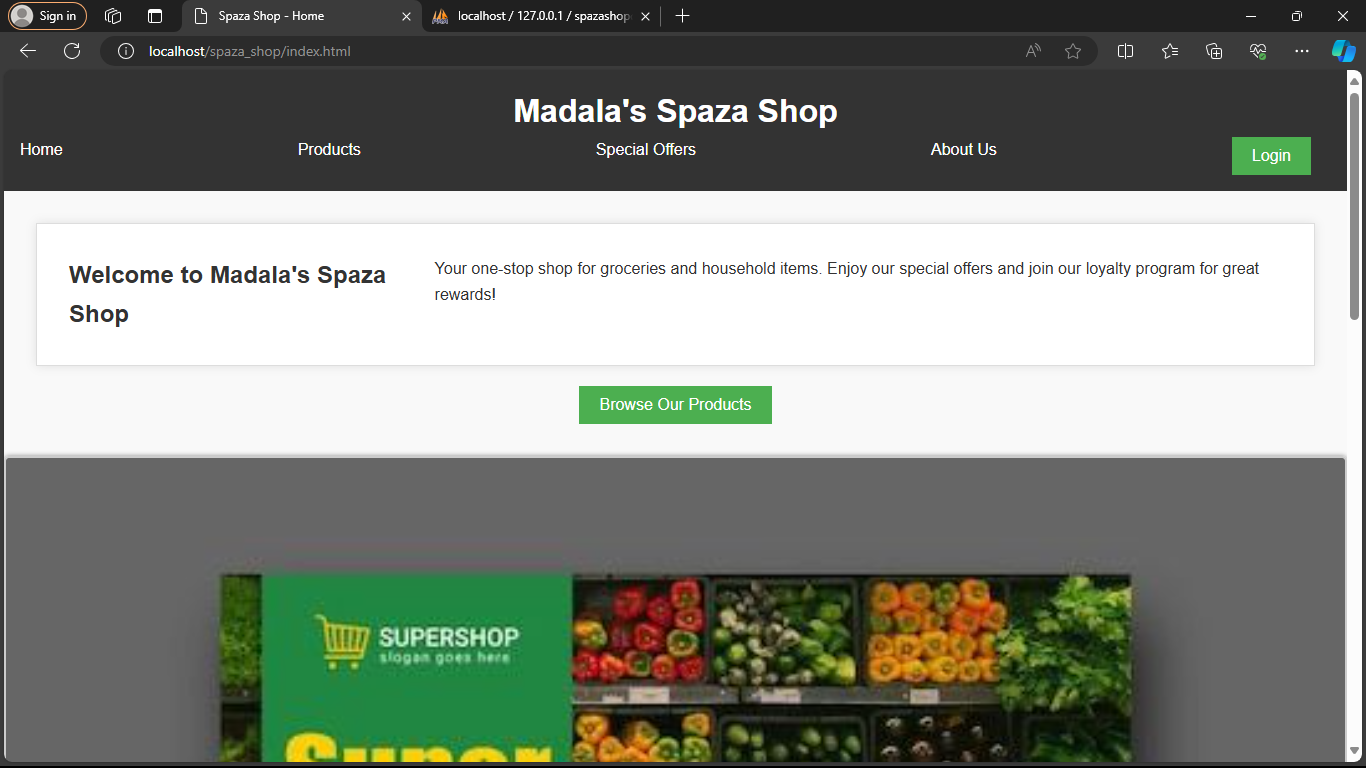 Sign in
Spaza Shop - Home
localhost / 127.0.0.1 / spazashop
localhost/spaza_shop/index.html
Madala's Spaza Shop
Home Products Special Offers About Us Login
Welcome to Madala's Spaza
Shop
Your one-stop shop for groceries and household items. Enjoy our special offers and join our loyalty program for great
rewards!
Browse Our Products
SUPERSHOP
slogan goes here
Super